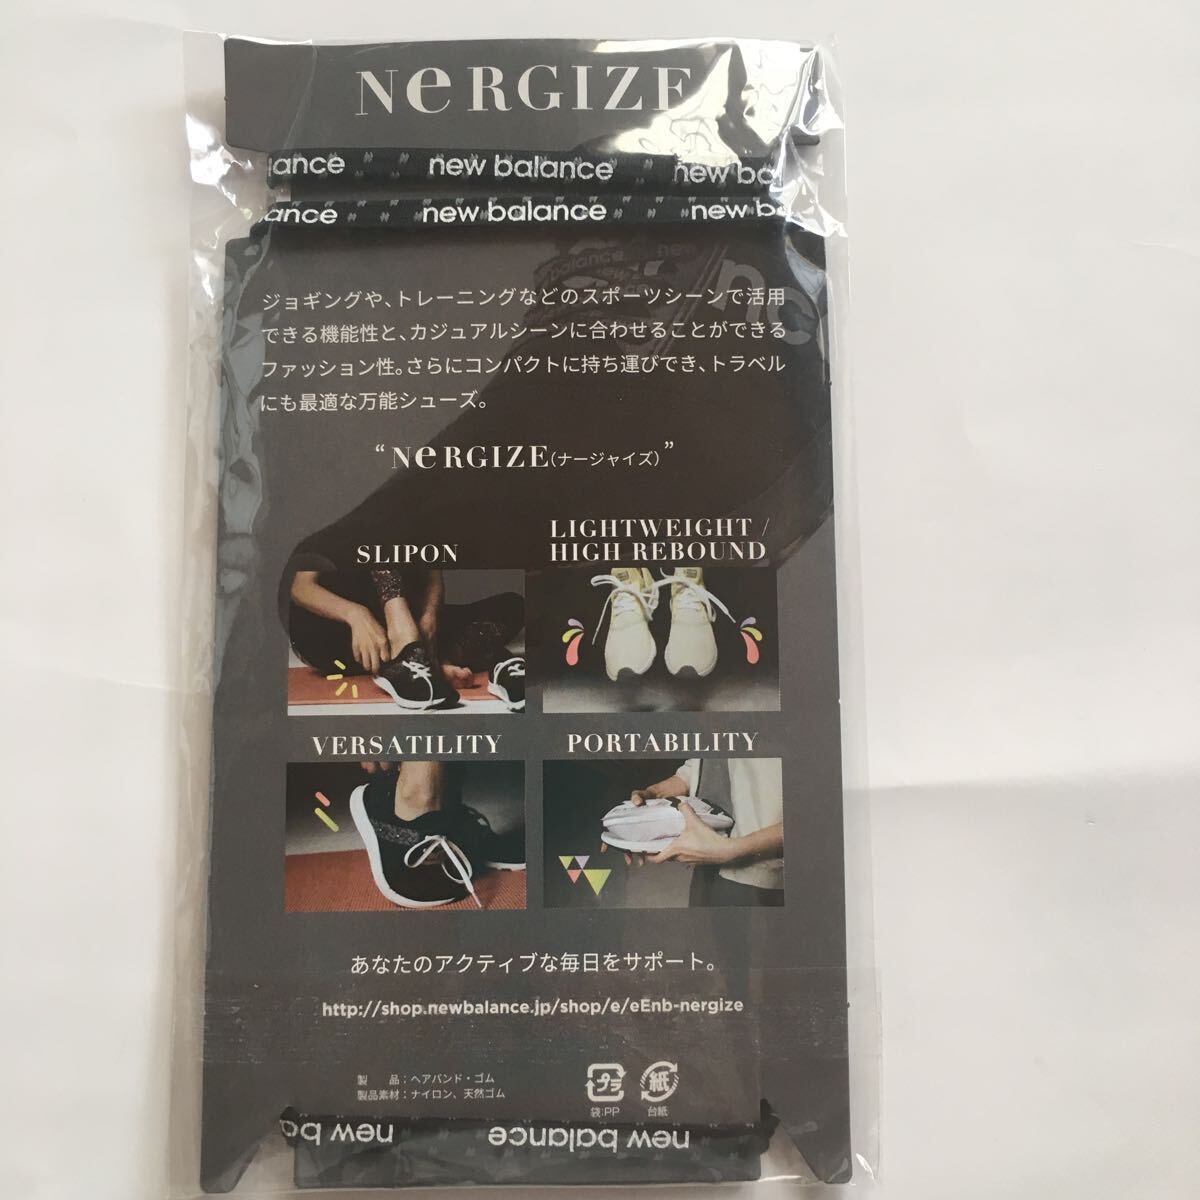 NeRGIZE
lance new balance new ba
lance new balance new ba
ジョギングや、トレーニングなどのスポーツシーンで活用
できる機能性と、カジュアルシーンに合わせることができる
ファッション性。さらにコンパクトに持ち運びでき、トラベル
にも最適な万能シューズ。
“NeRGIZE(ナージャイズ)”
SLIPON
LIGHTWEIGHT /
HIGH REBOUND
VERSATILITY
PORTABILITY
あなたのアクティブな毎日をサポート。
http://shop.newbalance.jp/shop/e/eEnb-nergize
製 品：ヘアバンド・ゴム
製品素材：ナイロン、天然ゴム
プラ
袋:PP
紙
台紙
new balance new b